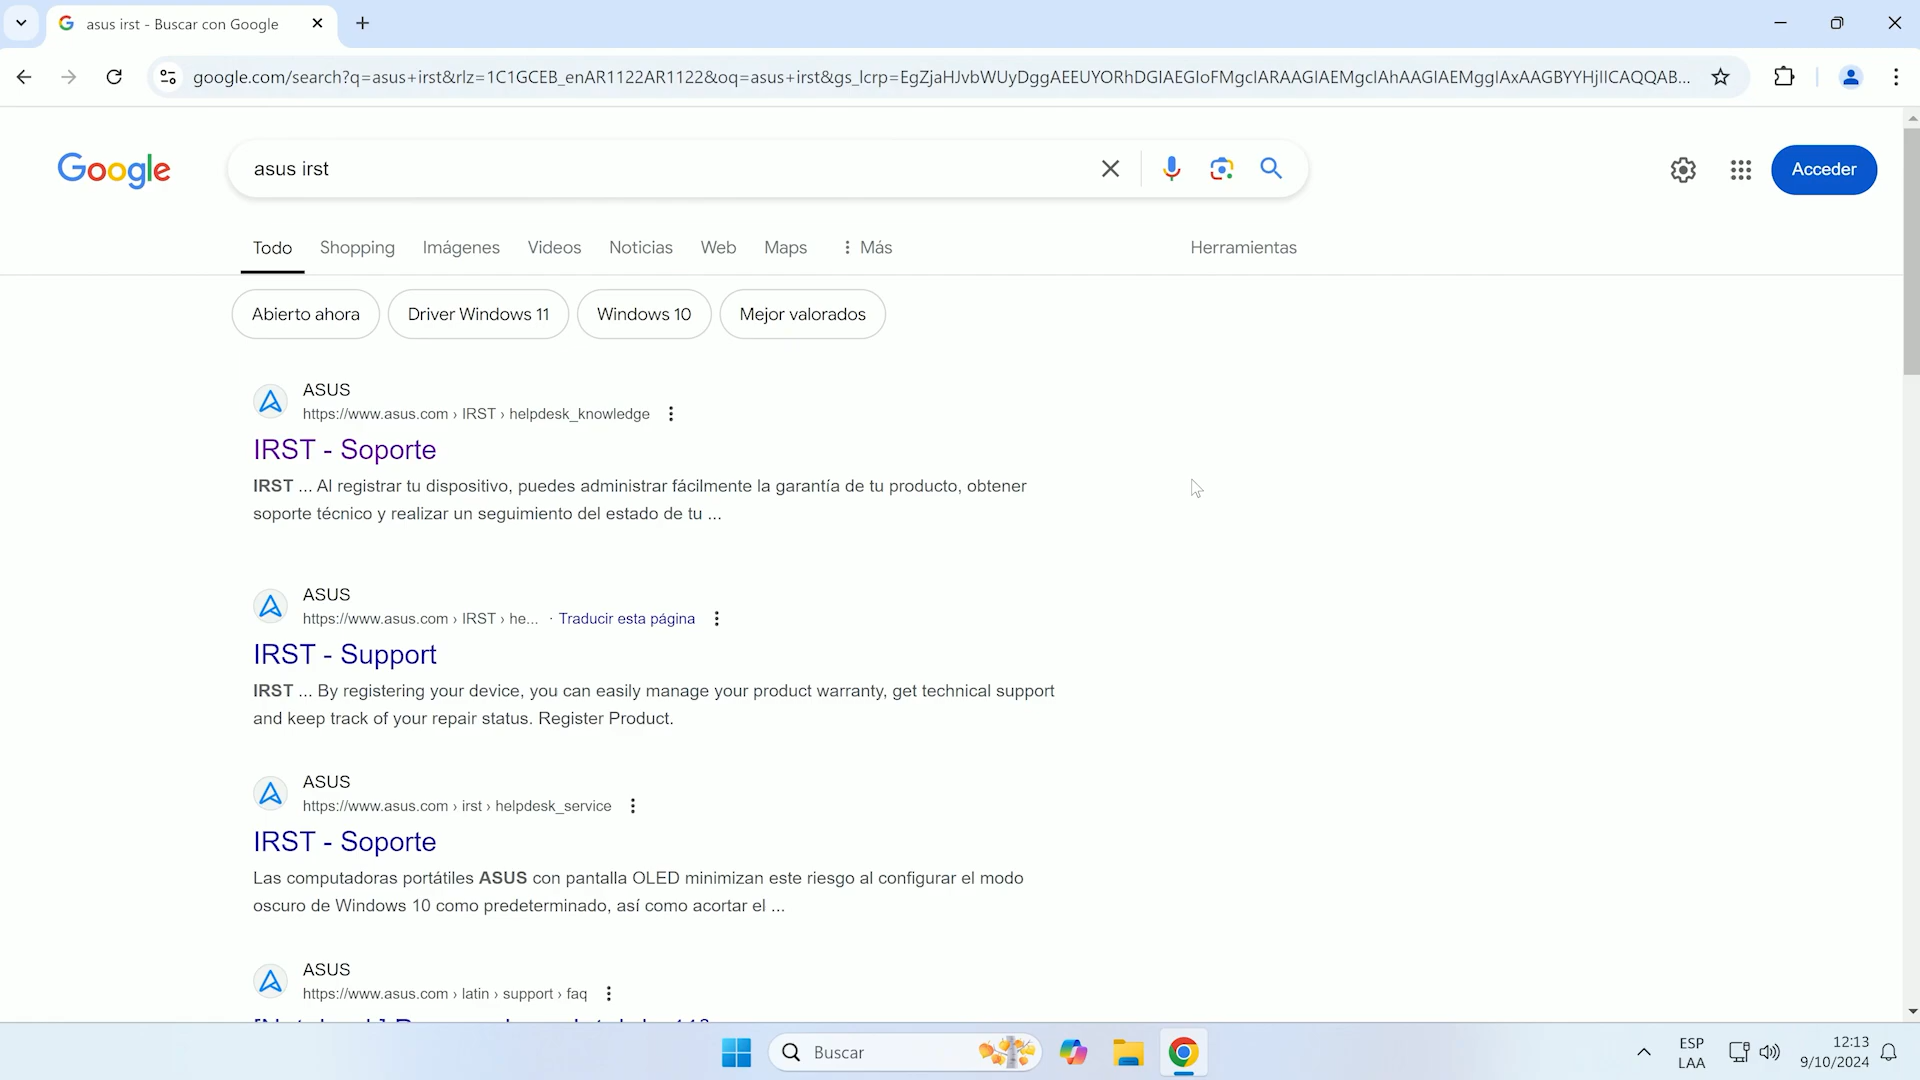 asus irst - Buscar con Google
google.com/search?q=asus+irst&rlz=1C1GCEB_enAR1122AR1122&oq=asus+irst&gs_lcrp=EgZjaHJvbWUyDggAEEUYORhDGIAEGIoFMgcIARAAGIAEMgcIAhAAGIAEMggIAxAAGBYYHjIICAQQAB...
Google
asus irst
Acceder
Todo Shopping Imágenes Videos Noticias Web Maps Más Herramientas
Abierto ahora Driver Windows 11 Windows 10 Mejor valorados
ASUS
https://www.asus.com › IRST › helpdesk_knowledge
IRST - Soporte
IRST ... Al registrar tu dispositivo, puedes administrar fácilmente la garantía de tu producto, obtener
soporte técnico y realizar un seguimiento del estado de tu ...
ASUS
https://www.asus.com › IRST › he... · Traducir esta página
IRST - Support
IRST ... By registering your device, you can easily manage your product warranty, get technical support
and keep track of your repair status. Register Product.
ASUS
https://www.asus.com › irst › helpdesk_service
IRST - Soporte
Las computadoras portátiles ASUS con pantalla OLED minimizan este riesgo al configurar el modo
oscuro de Windows 10 como predeterminado, así como acortar el ...
ASUS
https://www.asus.com › latin › support › faq
Buscar
ESP
LAA
12:13
9/10/2024